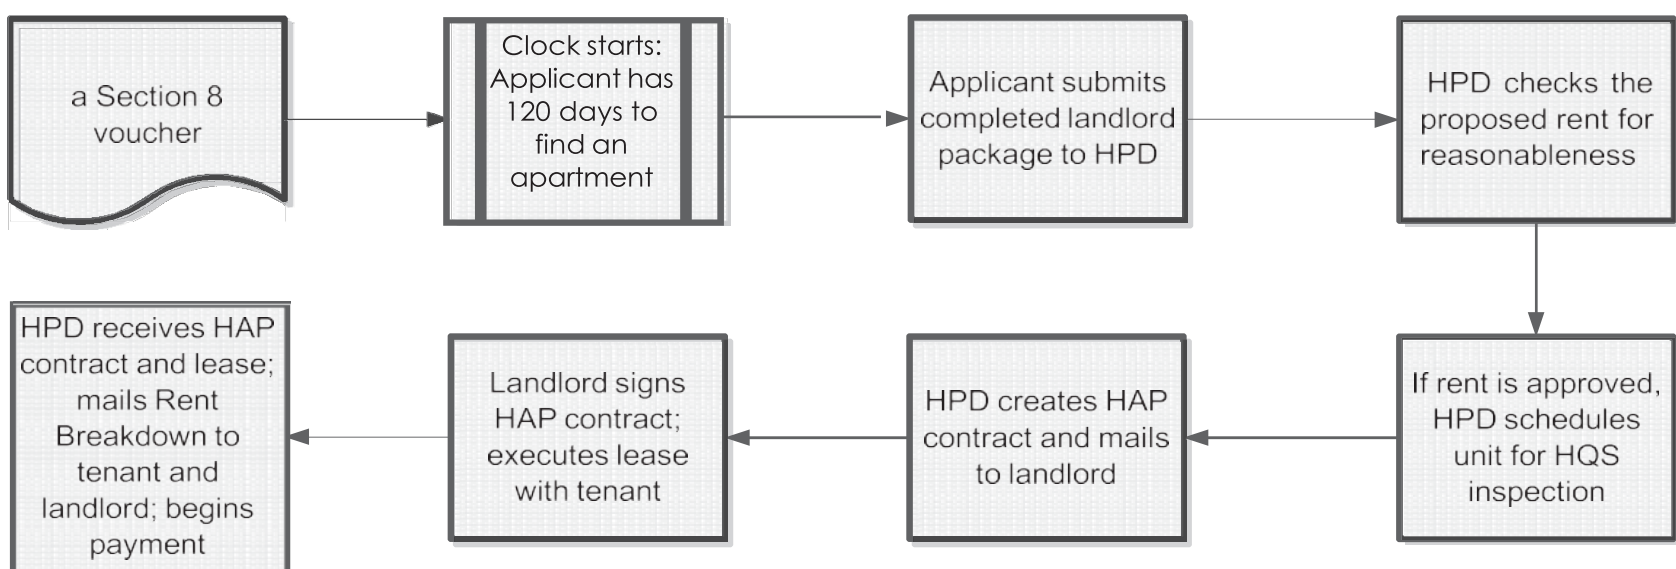 a Section 8
voucher
Clock starts:
Applicant has
120 days to
find an
apartment
Applicant submits
completed landlord
package to HPD
HPD checks the
proposed rent for
reasonableness
If rent is approved,
HPD schedules
unit for HQS
inspection
HPD creates HAP
contract and mails
to landlord
Landlord signs
HAP contract;
executes lease
with tenant
HPD receives HAP
contract and lease;
mails Rent
Breakdown to
tenant and
landlord; begins
payment